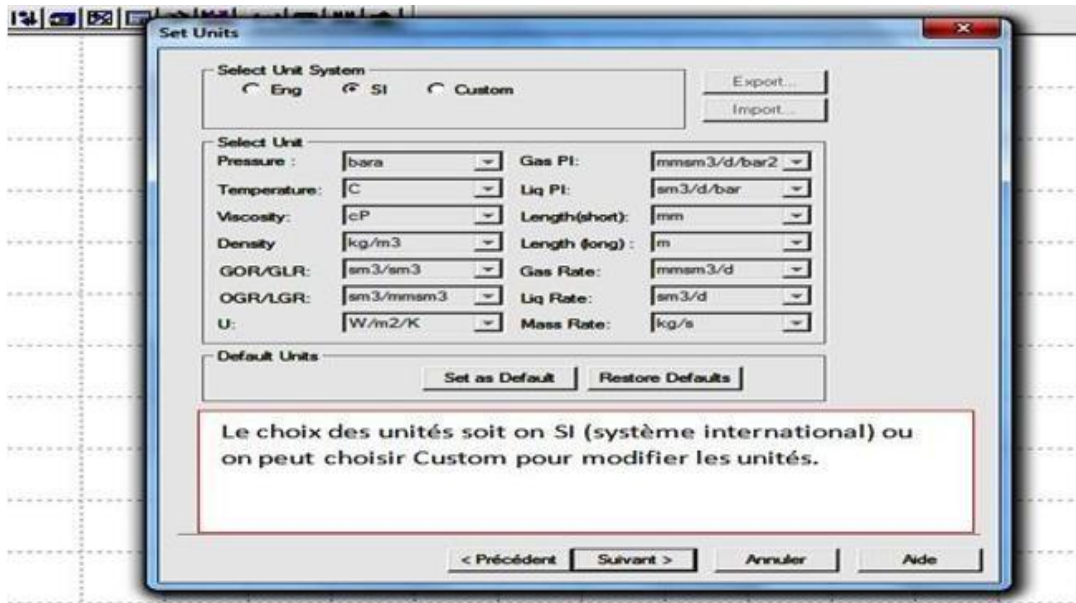 Set Units
Select Unit System
Eng SI Custom
Export...
Import...
Select Unit
Pressure : bara Gas PI: mmsm3/d/bar2
Temperature: C Liq PI: sm3/d/bar
Viscosity: cP Length(short): mm
Density kg/m3 Length (long) : m
GOR/GLR: sm3/sm3 Gas Rate: mmsm3/d
OGR/LGR: sm3/mmsm3 Liq Rate: sm3/d
U: W/m2/K Mass Rate: kg/s
Default Units
Set as Default Restore Defaults
Le choix des unités soit on SI (système international) ou
on peut choisir Custom pour modifier les unités.
< Précédent Suivant > Annuler Aide